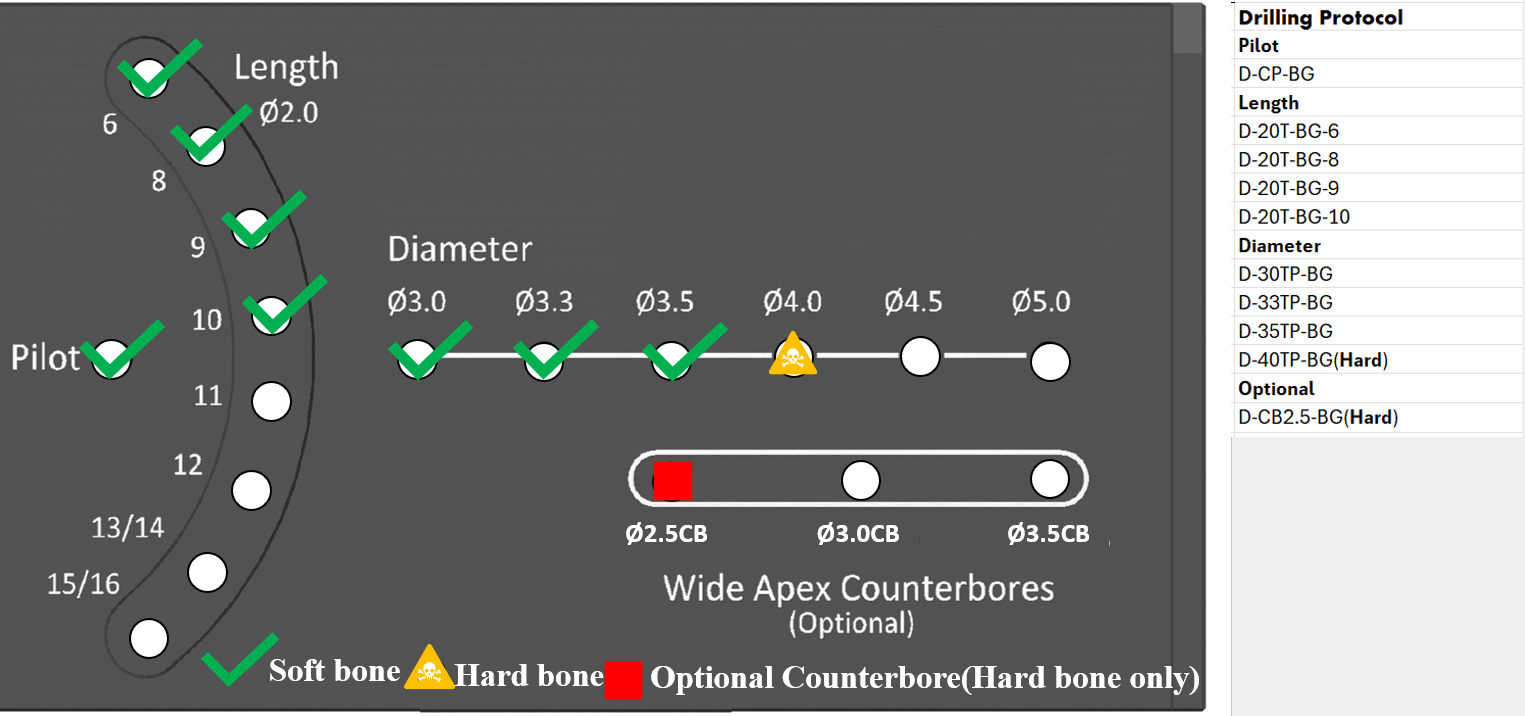 Length
Ø2.0
6
8
9
10
Pilot
11
12
13/14
15/16
Diameter
Ø3.0 Ø3.3 Ø3.5 Ø4.0 Ø4.5 Ø5.0
Ø2.5CB Ø3.0CB Ø3.5CB
Wide Apex Counterbores
(Optional)
Soft bone Hard bone Optional Counterbore(Hard bone only)
Drilling Protocol
Pilot
D-CP-BG
Length
D-20T-BG-6
D-20T-BG-8
D-20T-BG-9
D-20T-BG-10
Diameter
D-30TP-BG
D-33TP-BG
D-35TP-BG
D-40TP-BG(Hard)
Optional
D-CB2.5-BG(Hard)